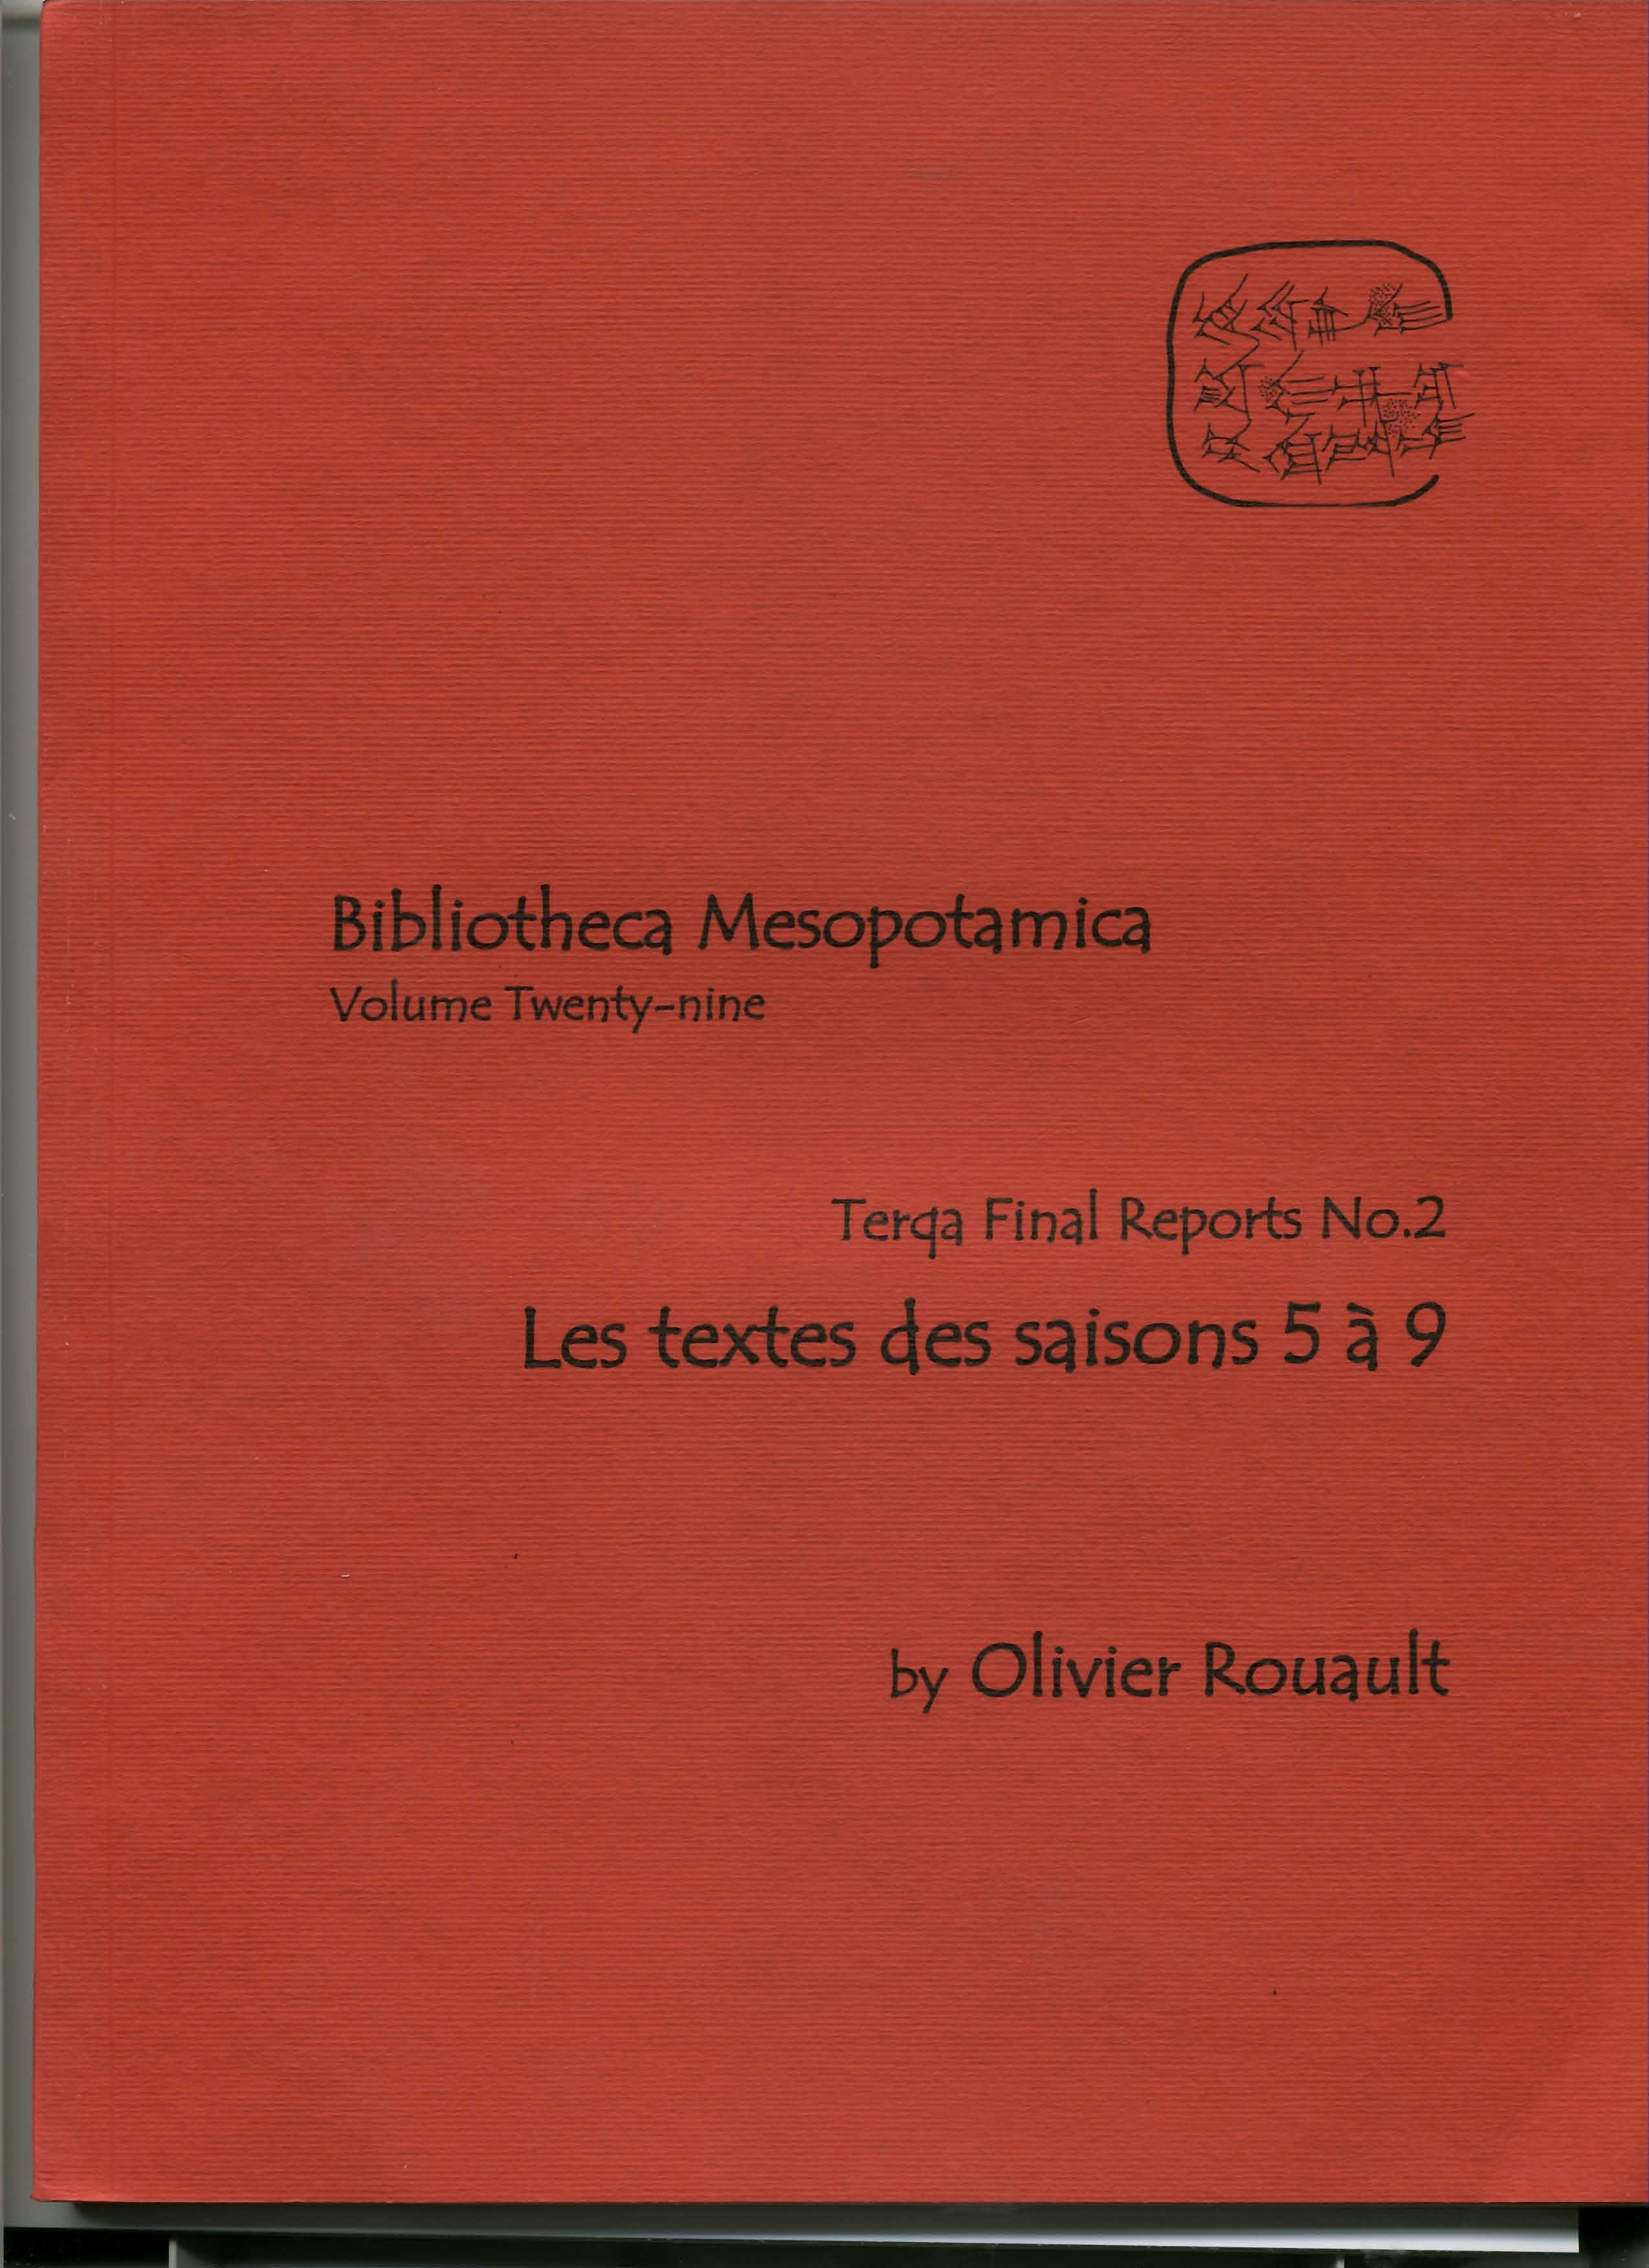 Bibliotheca Mesopotamica
Volume Twenty-nine
Terqa Final Reports No.2
Les textes des saisons 5 à 9
by Olivier Rouault